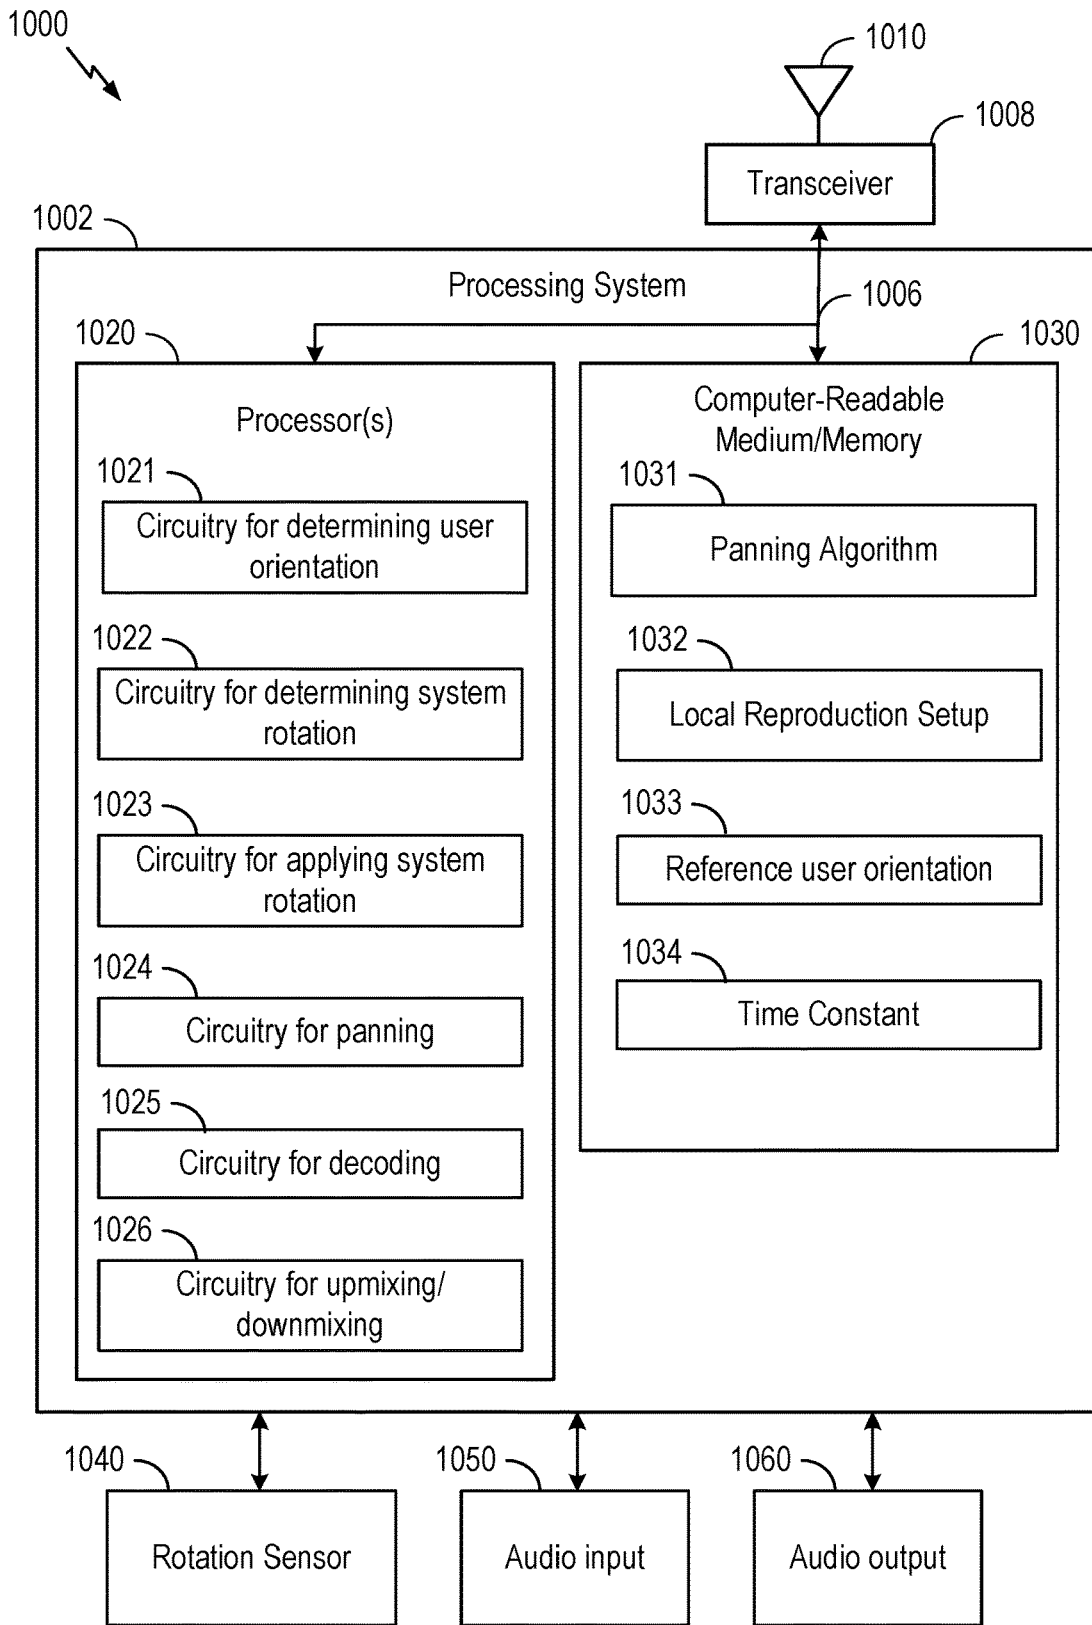 1000
1010
1008
Transceiver
1002
Processing System
1006
1020
1030
Processor(s)
1021
Circuitry for determining user
orientation
1022
Circuitry for determining system
rotation
1023
Circuitry for applying system
rotation
1024
Circuitry for panning
1025
Circuitry for decoding
1026
Circuitry for upmixing/
downmixing
Computer-Readable
Medium/Memory
1031
Panning Algorithm
1032
Local Reproduction Setup
1033
Reference user orientation
1034
Time Constant
1040
Rotation Sensor
1050
Audio input
1060
Audio output